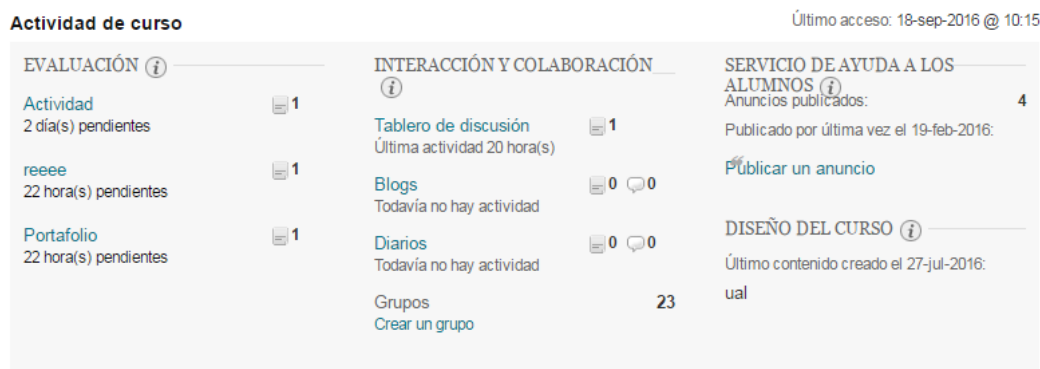 Actividad de curso
Último acceso: 18-sep-2016 @ 10:15
EVALUACIÓN i
Actividad 1
2 día(s) pendientes
reeee 1
22 hora(s) pendientes
Portafolio 1
22 hora(s) pendientes
INTERACCIÓN Y COLABORACIÓN
i
Tablero de discusión 1
Última actividad 20 hora(s)
Blogs 0 0
Todavía no hay actividad
Diarios 0 0
Todavía no hay actividad
Grupos 23
Crear un grupo
SERVICIO DE AYUDA A LOS
ALUMNOS i
Anuncios publicados: 4
Publicado por última vez el 19-feb-2016:
Publicar un anuncio
DISEÑO DEL CURSO i
Último contenido creado el 27-jul-2016:
ual